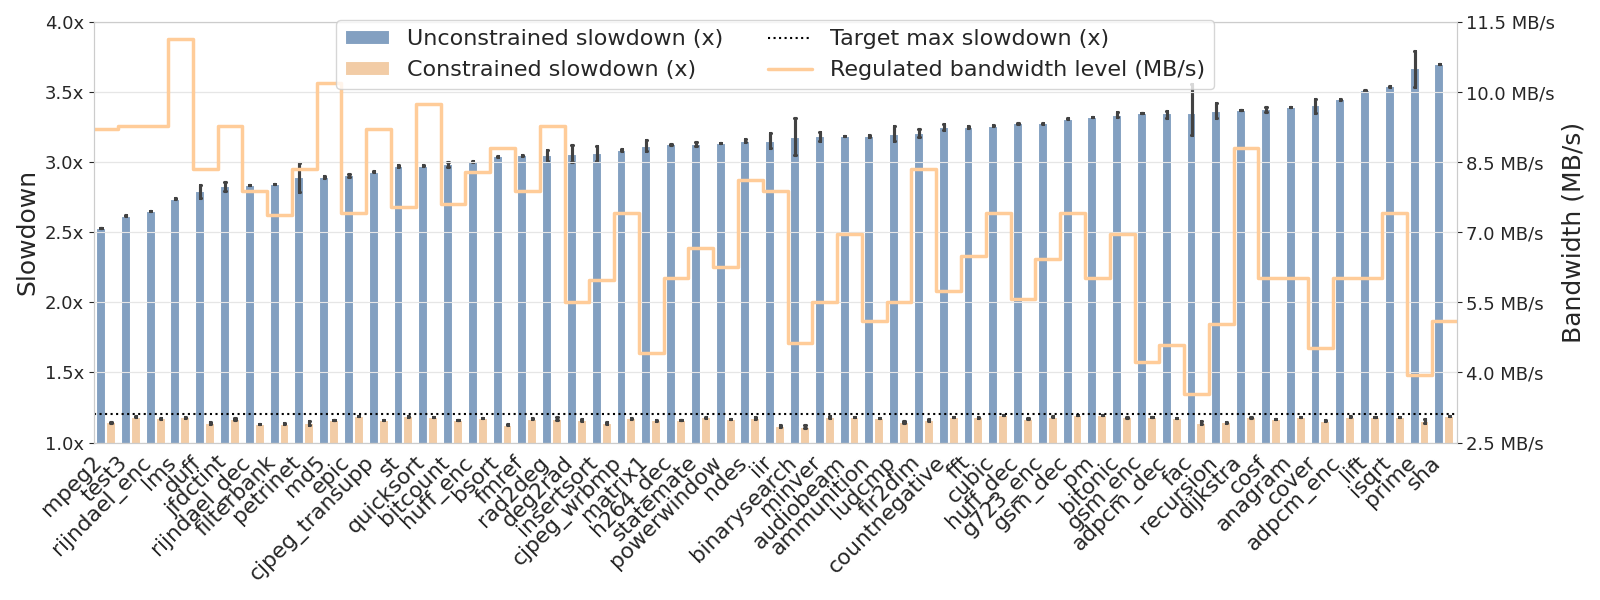 4.0x
3.5x
3.0x
2.5x
2.0x
1.5x
1.0x
Slowdown
Unconstrained slowdown (x)
Constrained slowdown (x)
Target max slowdown (x)
Regulated bandwidth level (MB/s)
11.5 MB/s
10.0 MB/s
8.5 MB/s
7.0 MB/s
5.5 MB/s
4.0 MB/s
2.5 MB/s
Bandwidth (MB/s)
mpeg2
test3
rijndael_enc
lms
duff
jfdctint
rijndael_dec
filterbank
petrinet
md5
epic
cjpeg_transupp
st
quicksort
bitcount
huff_enc
bsort
fmref
rad2deg
deg2rad
insertsort
cjpeg_wrbmp
matrix1
h264_dec
statemate
powerwindow
ndes
iir
binarysearch
minver
audiobeam
ammunition
ludcmp
fir2dim
countnegative
fft
cubic
huff_dec
g723_enc
gsm_dec
pm
bitonic
gsm_enc
adpcm_dec
fac
recursion
dijkstra
cosf
anagram
cover
adpcm_enc
lift
isqrt
prime
sha